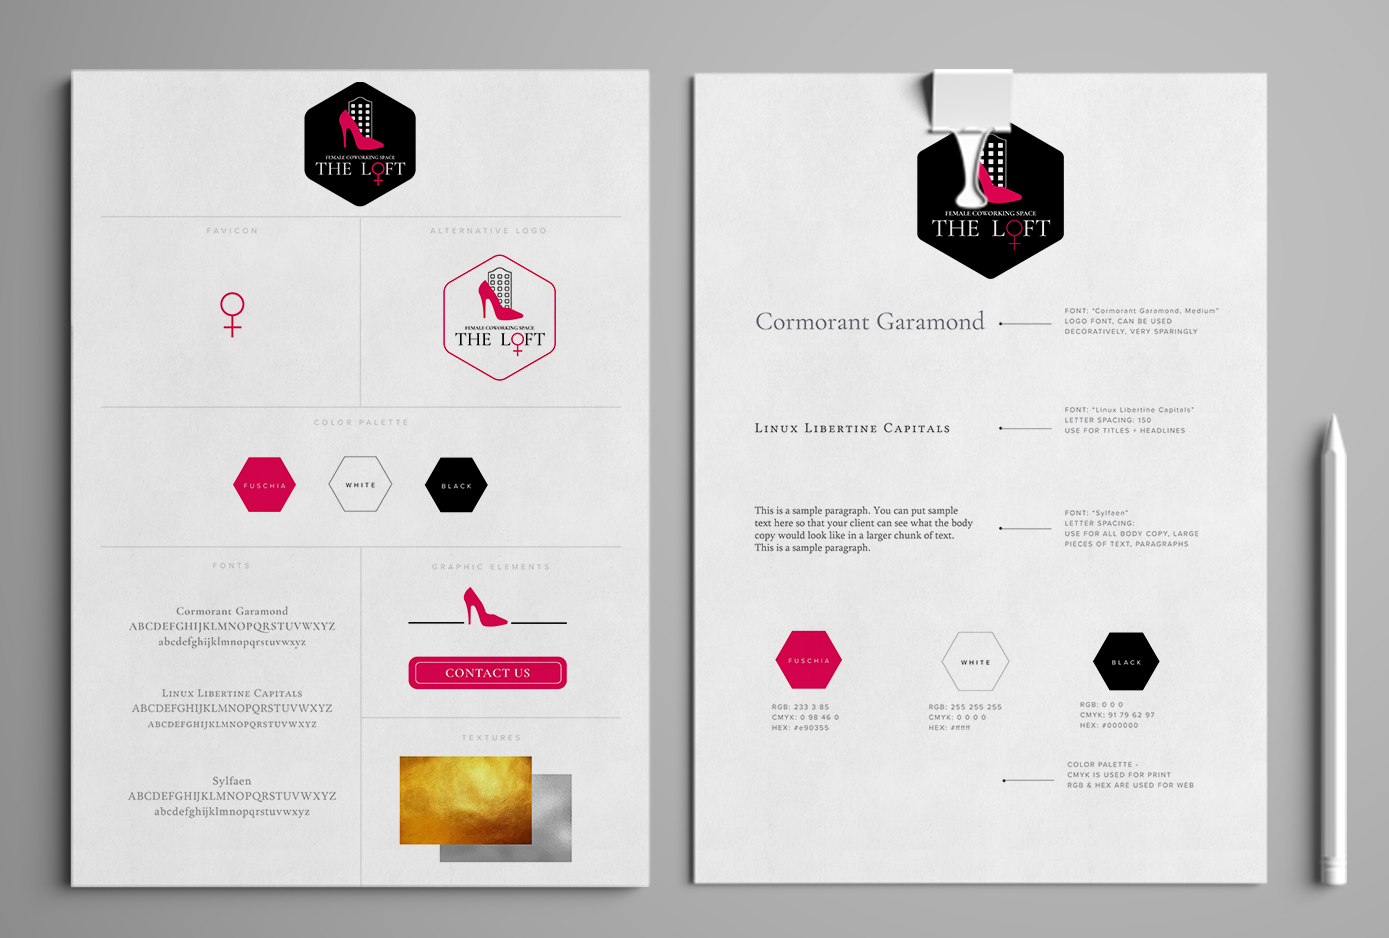 FEMALE COWORKING SPACE
THE LOFT
FAVICON
ALTERNATIVE LOGO
FEMALE COWORKING SPACE
THE LOFT
COLOR PALETTE
FUSCHIA
WHITE
BLACK
FONTS
Cormorant Garamond
ABCDEFGHIJKLMNOPQRSTUVWXYZ
abcdefghijklmnopqrstuvwxyz
Linux Libertine Capitals
ABCDEFGHIJKLMNOPQRSTUVWXYZ
ABCDEFGHIJKLMNOPQRSTUVWXYZ
Sylfaen
ABCDEFGHIJKLMNOPQRSTUVWXYZ
abcdefghijklmnopqrstuvwxyz
GRAPHIC ELEMENTS
CONTACT US
TEXTURES
FEMALE COWORKING SPACE
THE LOFT
Cormorant Garamond
FONT: "Cormorant Garamond, Medium"
LOGO FONT, CAN BE USED
DECORATIVELY, VERY SPARINGLY
Linux Libertine Capitals
FONT: "Linux Libertine Capitals"
LETTER SPACING: 150
USE FOR TITLES + HEADLINES
This is a sample paragraph. You can put sample
text here so that your client can see what the body
copy would look like in a larger chunk of text.
This is a sample paragraph.
FONT: "Sylfaen"
LETTER SPACING:
USE FOR ALL BODY COPY, LARGE
PIECES OF TEXT, PARAGRAPHS
FUSCHIA
RGB: 233 3 85
CMYK: 0 98 46 0
HEX: #e90355
WHITE
RGB: 255 255 255
CMYK: 0 0 0 0
HEX: #ffffff
BLACK
RGB: 0 0 0
CMYK: 91 79 62 97
HEX: #000000
COLOR PALETTE -
CMYK IS USED FOR PRINT
RGB & HEX ARE USED FOR WEB